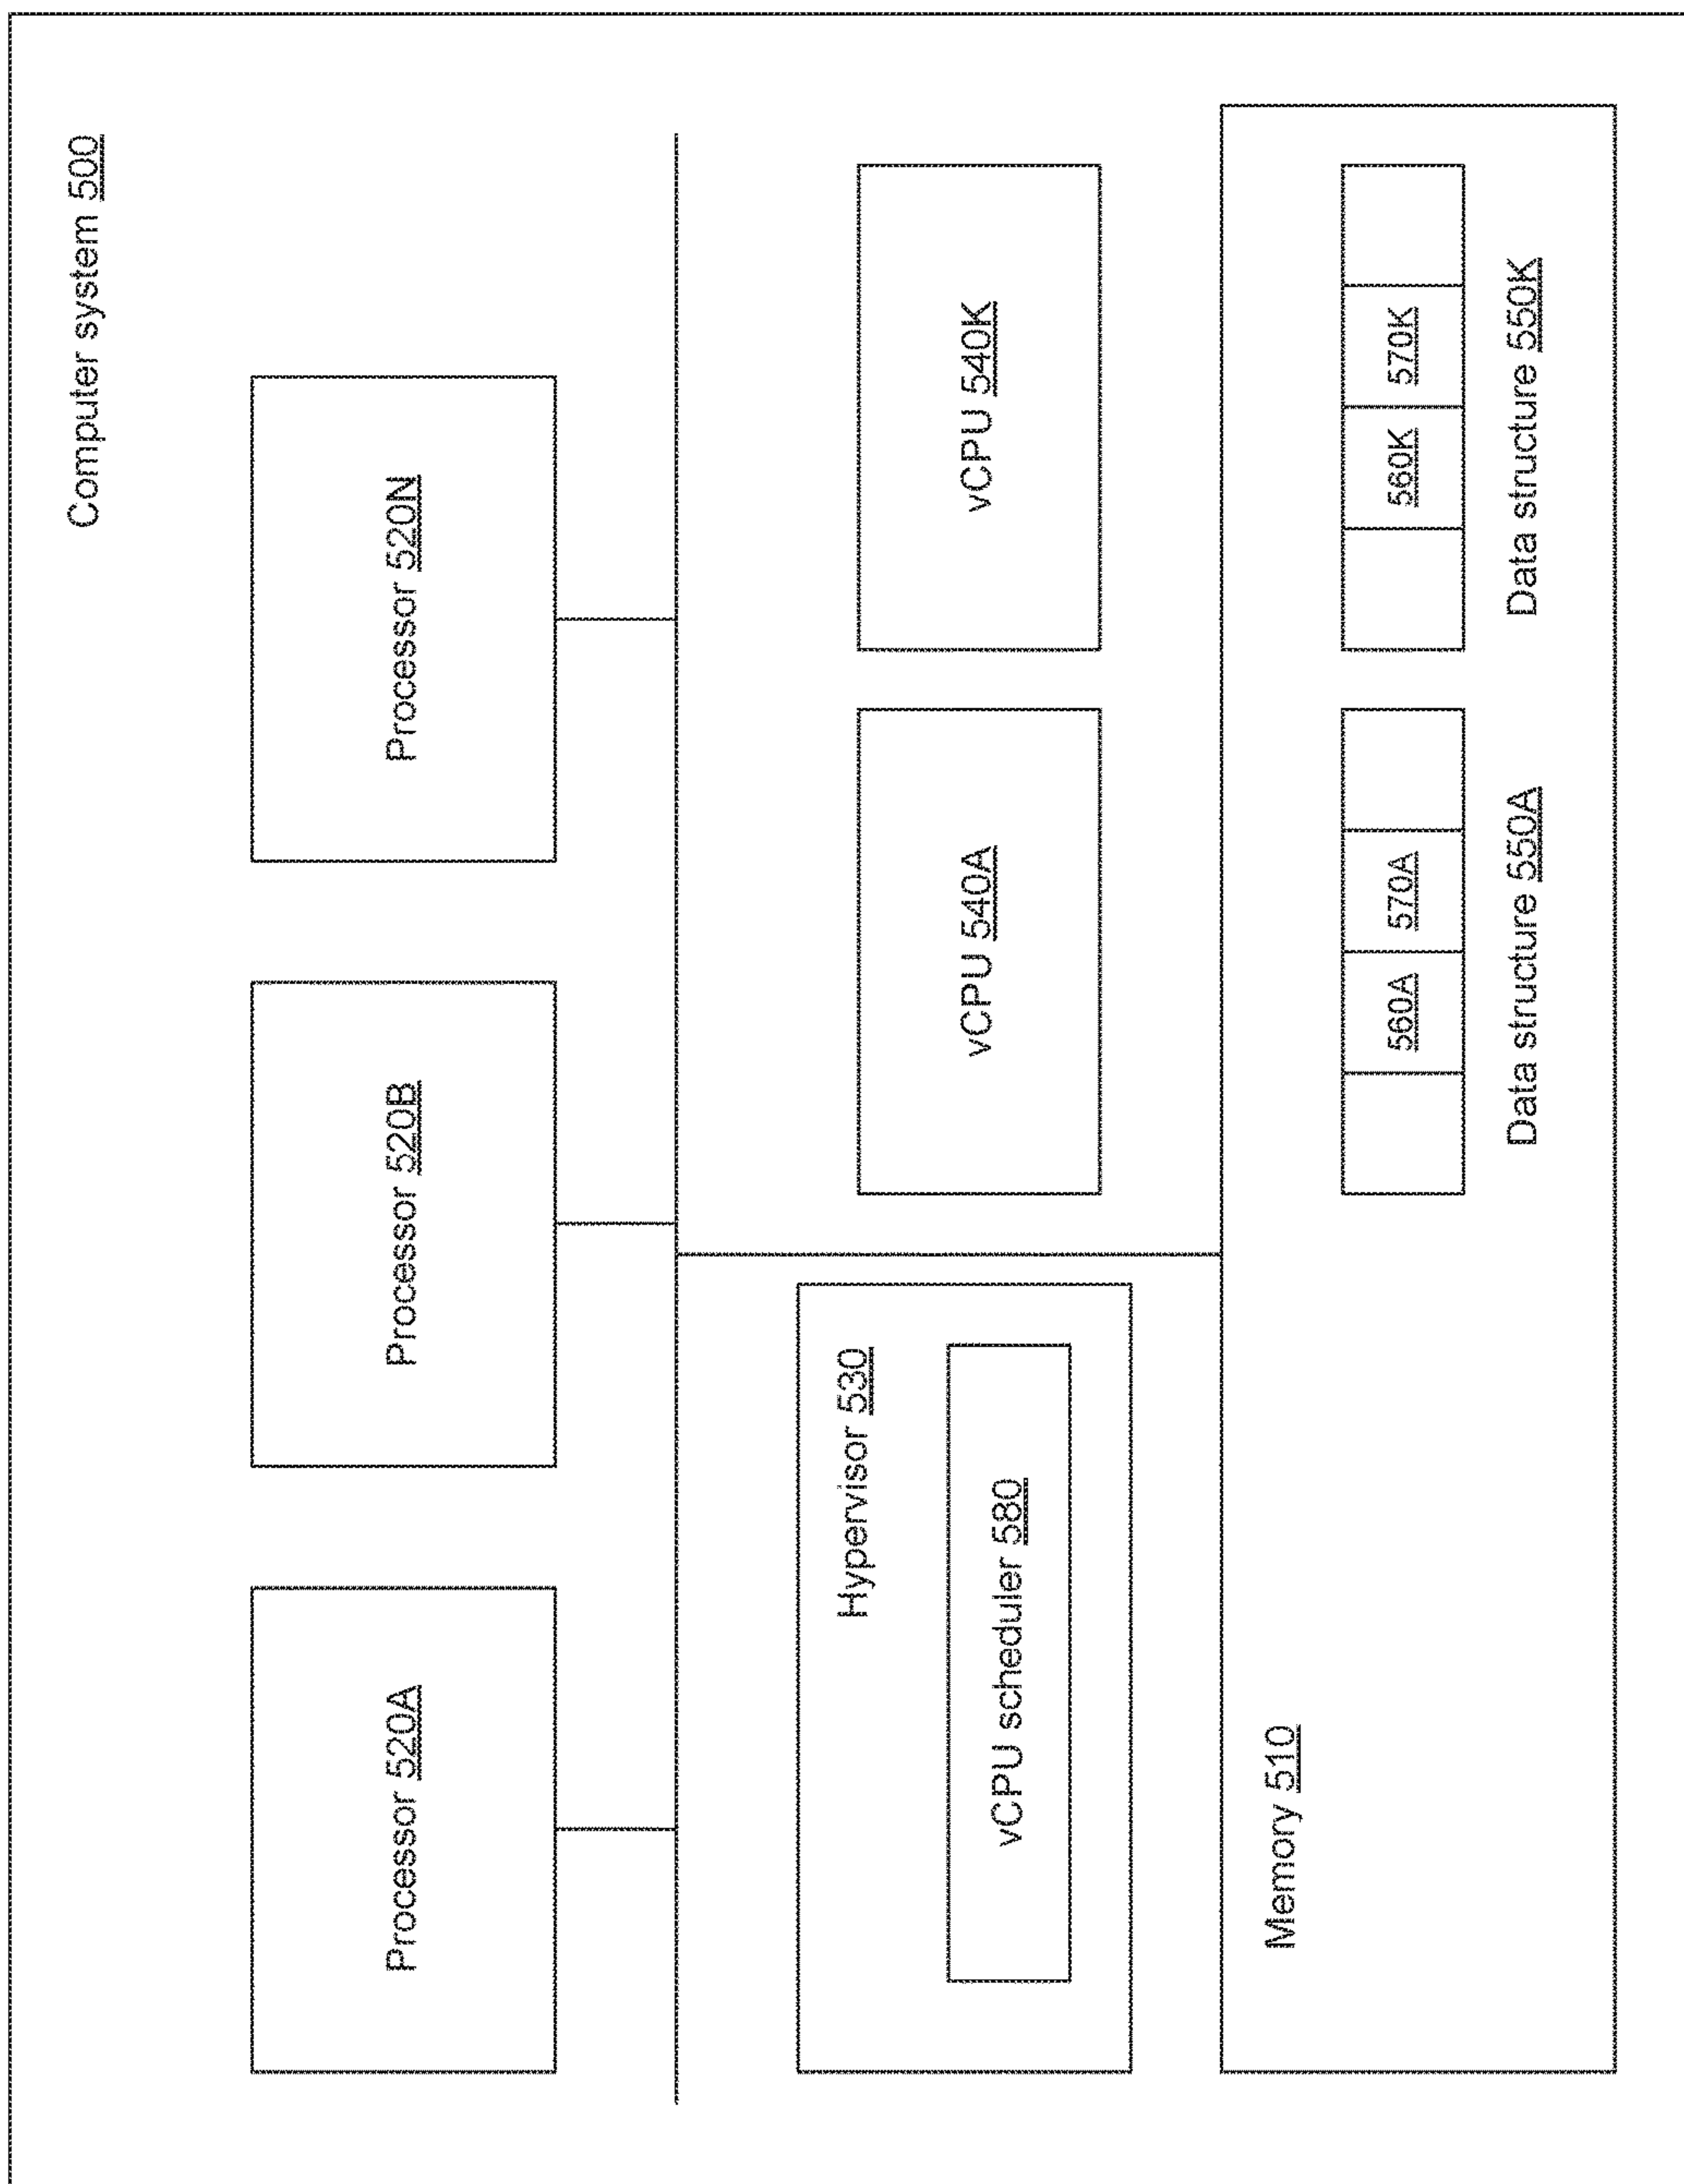 Computer system 500
Processor 520A
Processor 520B
Processor 520N
Hypervisor 530
vCPU scheduler 580
vCPU 540A
vCPU 540K
Memory 510
560A
570A
Data structure 550A
560K
570K
Data structure 550K